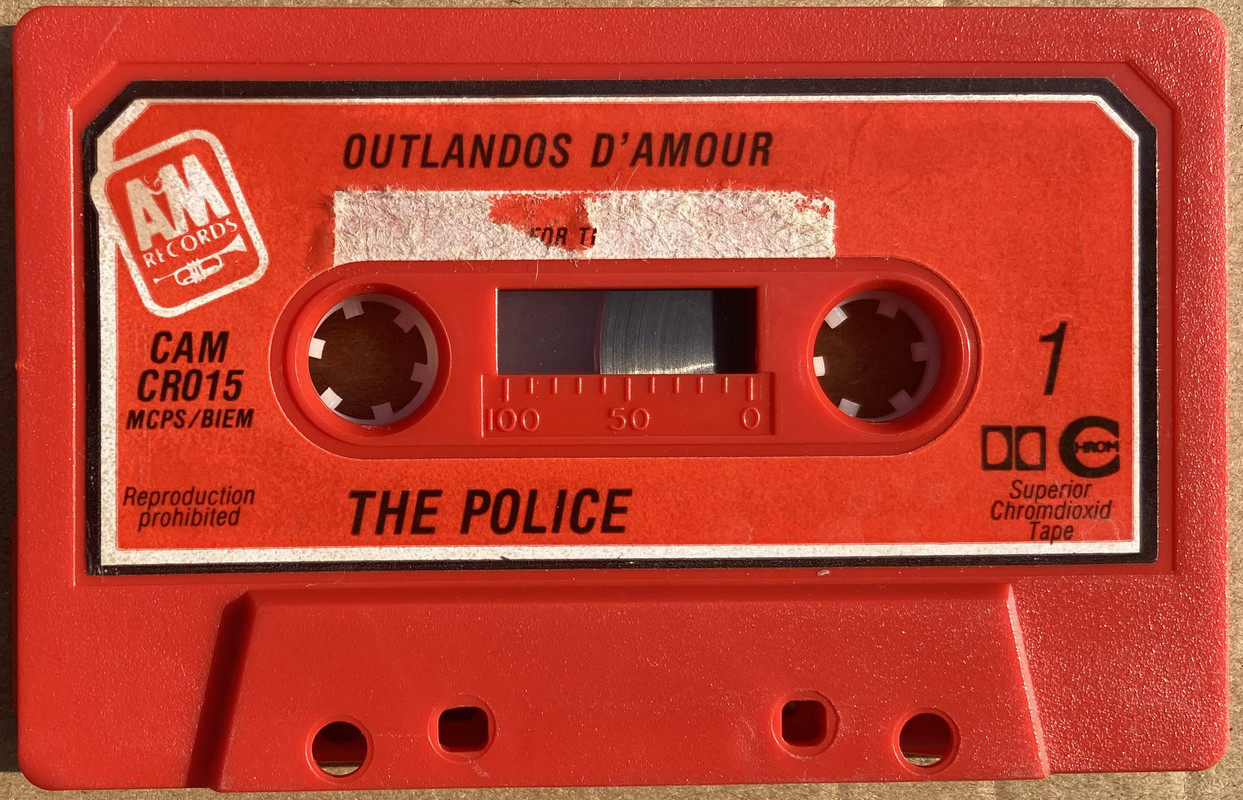 OUTLANDOS D'AMOUR
A&M
RECORDS
FOR
CAM
CR015
MCPS/BIEM
1
100 50 0
CHROM
Reproduction
prohibited
THE POLICE
Superior
Chromdioxid
Tape